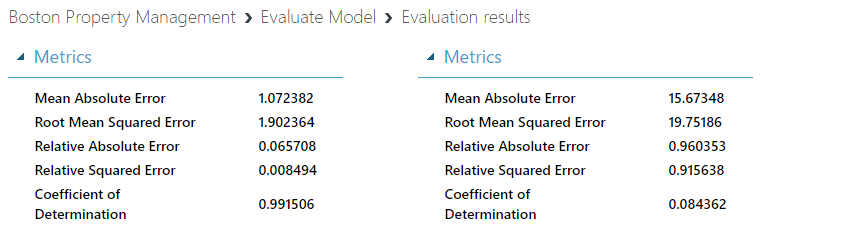 Boston Property Management › Evaluate Model › Evaluation results
Metrics
Mean Absolute Error 1.072382
Root Mean Squared Error 1.902364
Relative Absolute Error 0.065708
Relative Squared Error 0.008494
Coefficient of
Determination 0.991506
Metrics
Mean Absolute Error 15.67348
Root Mean Squared Error 19.75186
Relative Absolute Error 0.960353
Relative Squared Error 0.915638
Coefficient of
Determination 0.084362